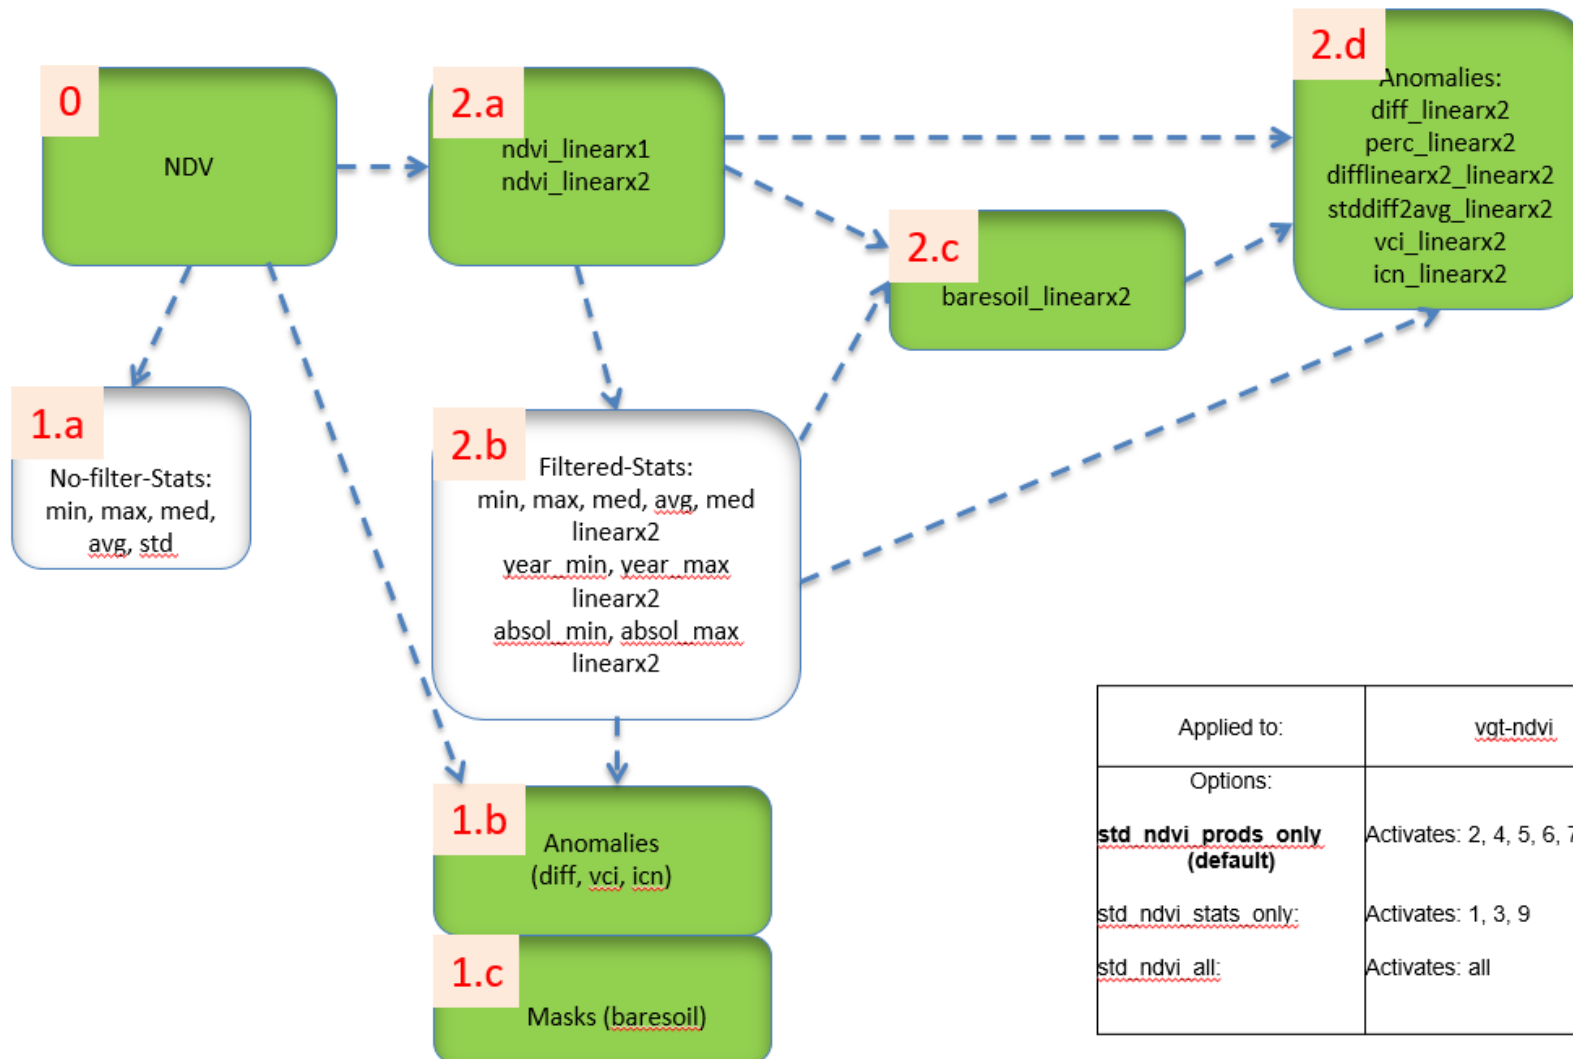 0
NDV
2.a
ndvi_linearx1
ndvi_linearx2
2.d
Anomalies:
diff_linearx2
perc_linearx2
difflinearx2_linearx2
stddiff2avg_linearx2
vci_linearx2
icn_linearx2
2.c
baresoil_linearx2
1.a
No-filter-Stats:
min, max, med,
avg, std
2.b
Filtered-Stats:
min, max, med, avg, med
linearx2
year_min, year_max
linearx2
absol_min, absol_max
linearx2
1.b
Anomalies
(diff, vci, icn)
1.c
Masks (baresoil)
Applied to: vgt-ndvi
Options:
std_ndvi_prods_only Activates: 2, 4, 5, 6, 7
(default)
std_ndvi_stats_only: Activates: 1, 3, 9
std_ndvi_all: Activates: all